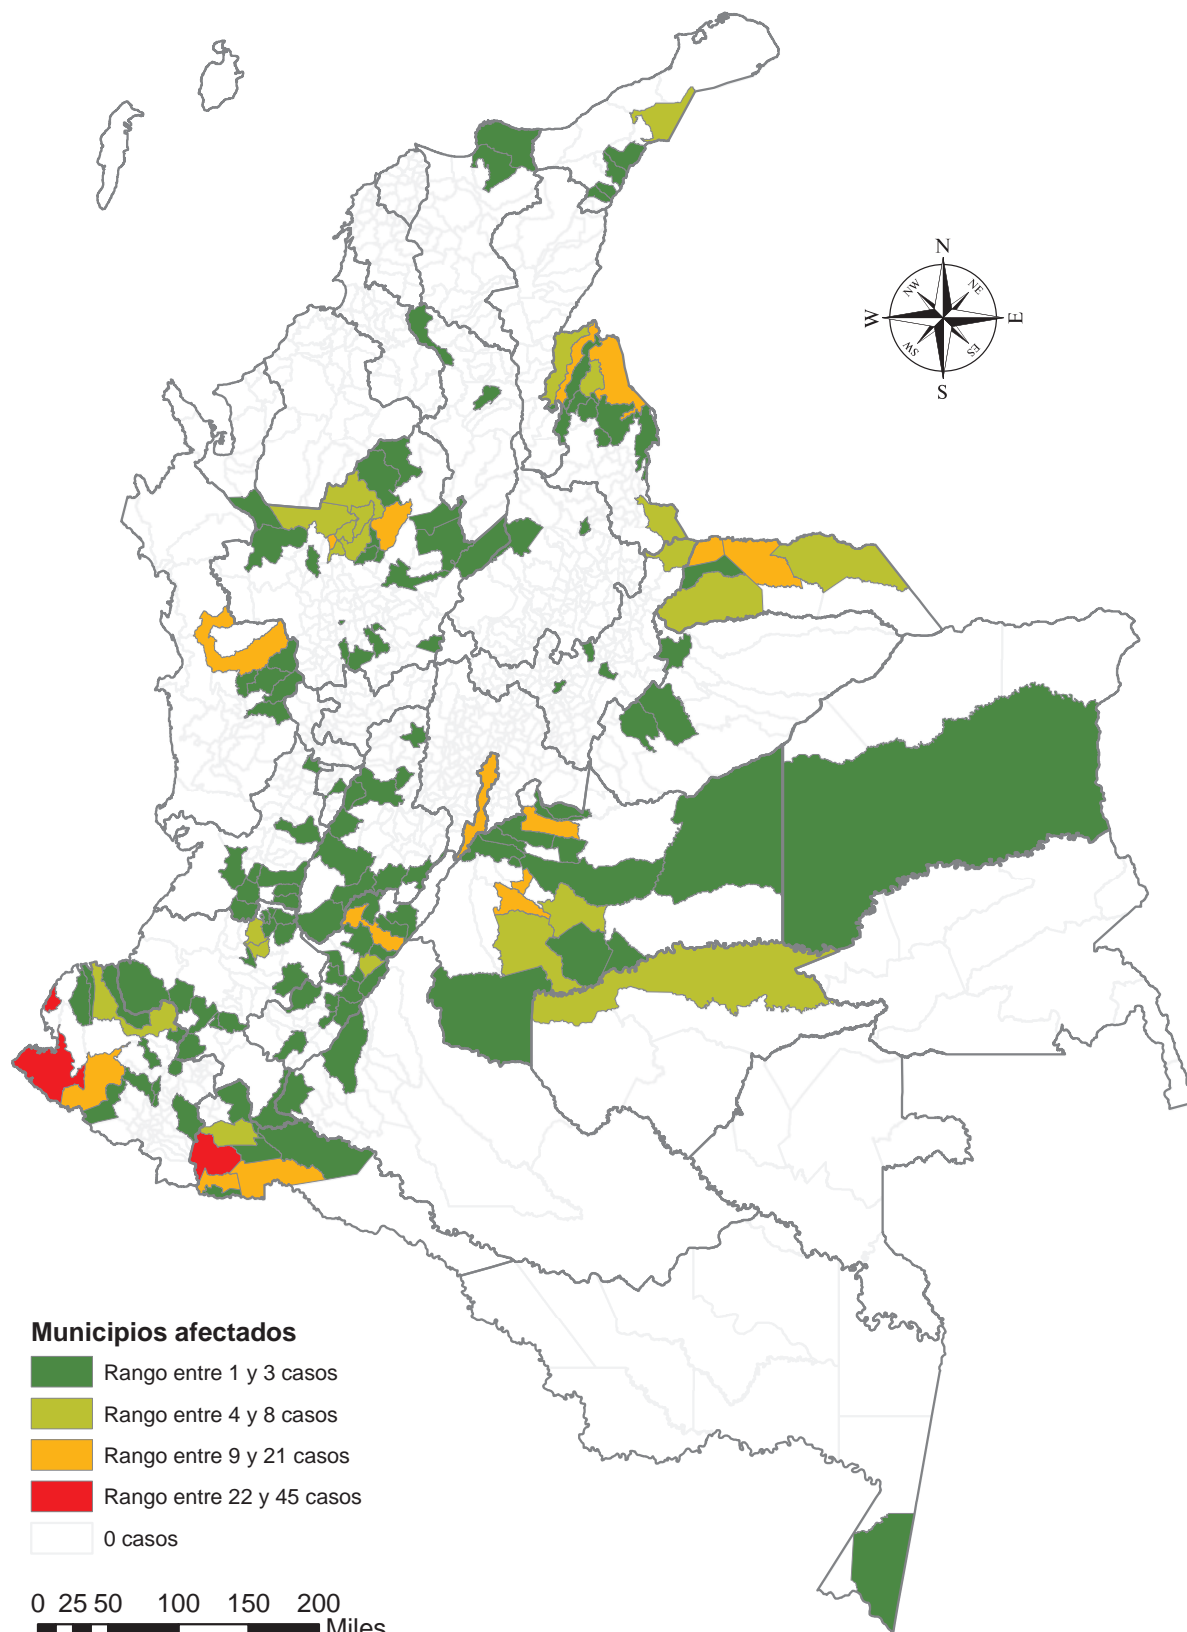 N
NW
NE
W
E
SW
ES
S
Municipios afectados
Rango entre 1 y 3 casos
Rango entre 4 y 8 casos
Rango entre 9 y 21 casos
Rango entre 22 y 45 casos
0 casos
0 25 50 100 150 200
Miles